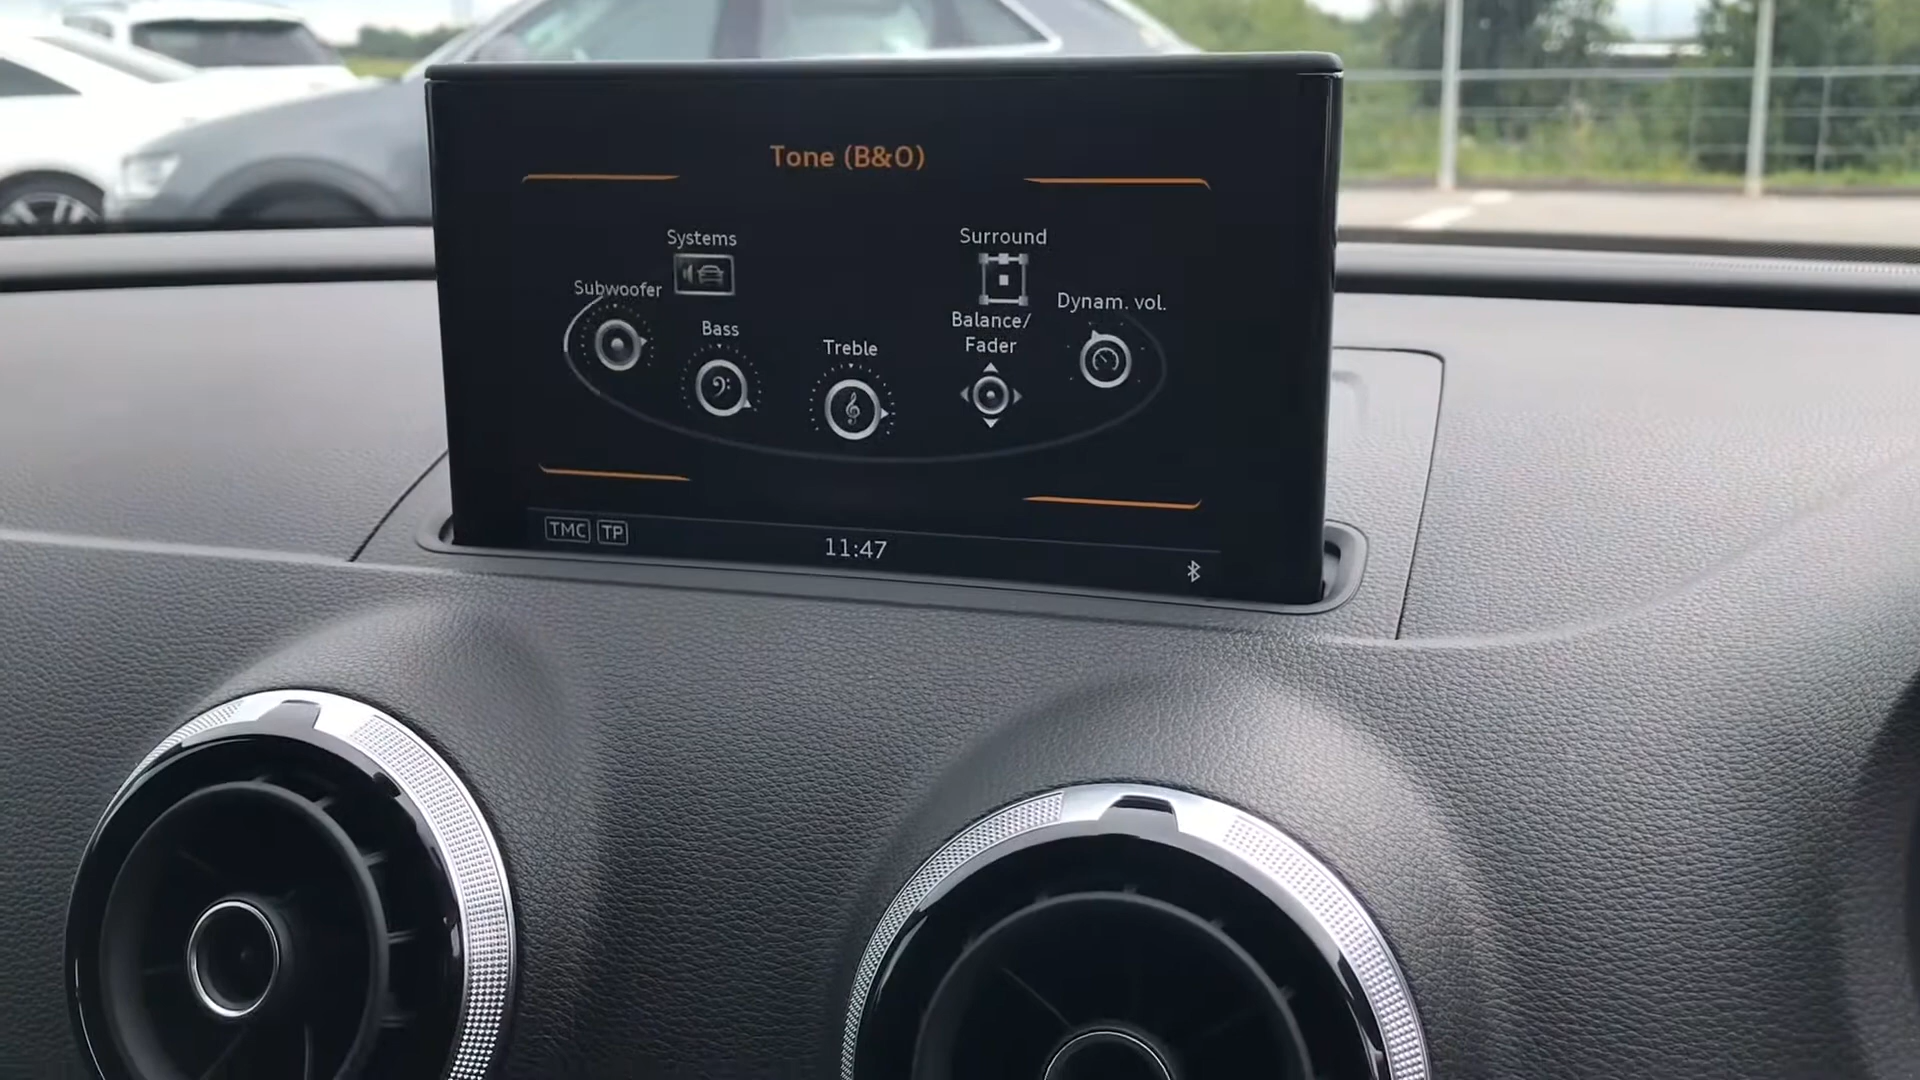 Tone (B&O)
Systems
Surround
Subwoofer
Dynam. vol.
Bass
Balance/
Fader
Treble
TMC TP
11:47